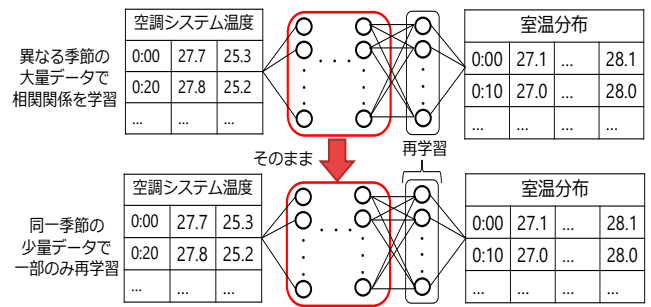 異なる季節の
大量データで
相関関係を学習
空調システム温度
0:00 27.7 25.3
0:20 27.8 25.2
... ... ...
室温分布
0:00 27.1 ... 28.1
0:10 27.0 ... 28.0
... ... ... ...
そのまま
再学習
同一季節の
少量データで
一部のみ再学習
空調システム温度
0:00 27.7 25.3
0:20 27.8 25.2
... ... ...
室温分布
0:00 27.1 ... 28.1
0:10 27.0 ... 28.0
... ... ... ...